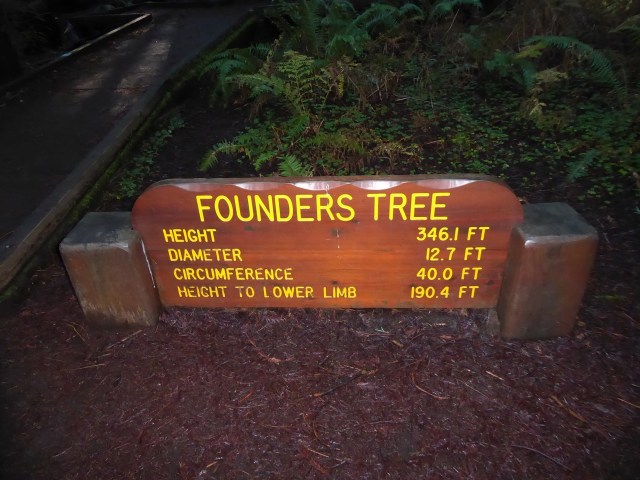 FOUNDERS TREE
HEIGHT 346.1 FT
DIAMETER 12.7 FT
CIRCUMFERENCE 40.0 FT
HEIGHT TO LOWER LIMB 190.4 FT